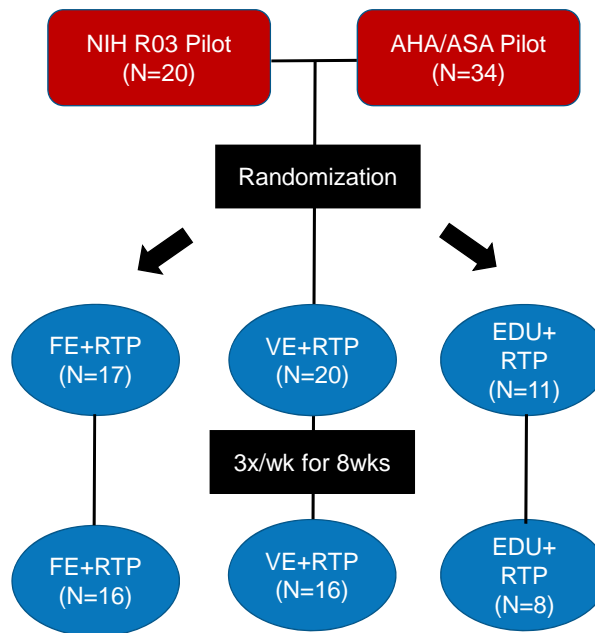 NIH R03 Pilot
(N=20)
AHA/ASA Pilot
(N=34)
Randomization
FE+RTP
(N=17)
VE+RTP
(N=20)
EDU+
RTP
(N=11)
3x/wk for 8wks
FE+RTP
(N=16)
VE+RTP
(N=16)
EDU+
RTP
(N=8)